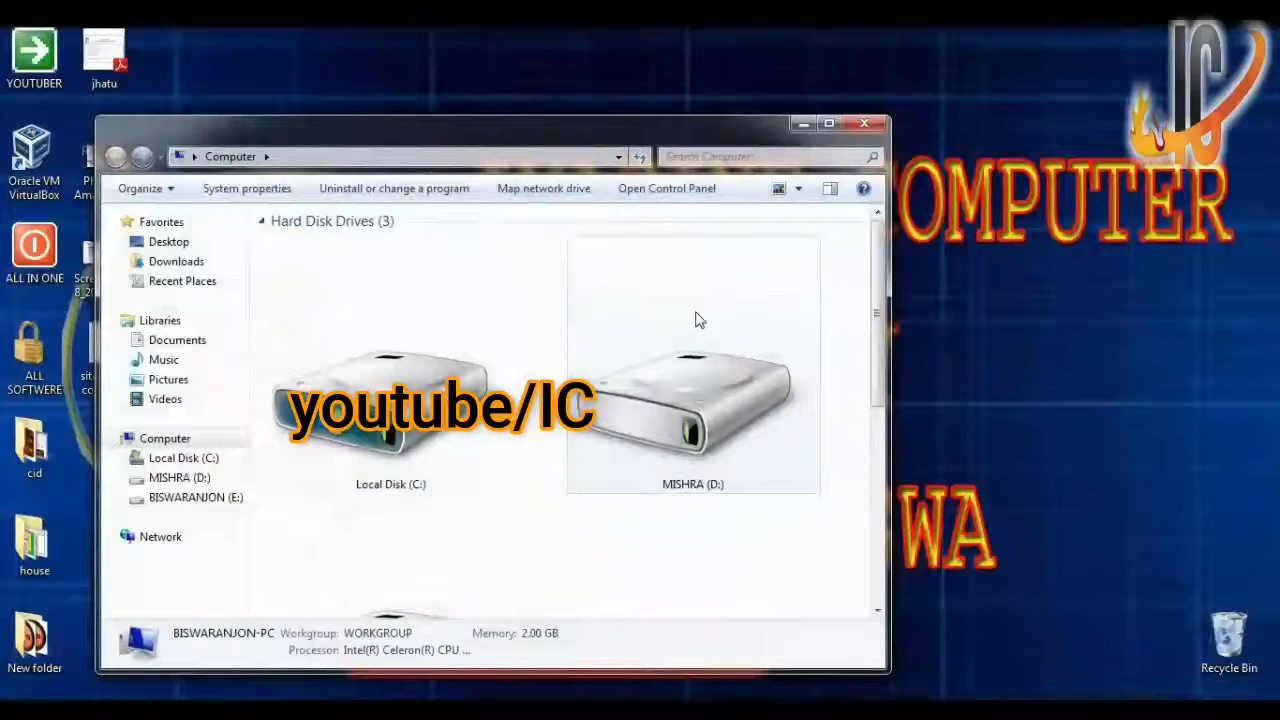 YOUTUBER
jhatu
IC
Oracle VM
VirtualBox
ALL IN ONE
ALL
SOFTWERE
cid
house
New folder
Computer
Search Computer
Organize
System properties
Uninstall or change a program
Map network drive
Open Control Panel
Favorites
Desktop
Downloads
Recent Places
Libraries
Documents
Music
Pictures
Videos
Computer
Local Disk (C:)
MISHRA (D:)
BISWARANJON (E:)
Network
Hard Disk Drives (3)
youtube/IC
Local Disk (C:)
MISHRA (D:)
BISWARANJON-PC
Workgroup: WORKGROUP
Memory: 2.00 GB
Processor: Intel(R) Celeron(R) CPU ...
COMPUTER
WA
Recycle Bin